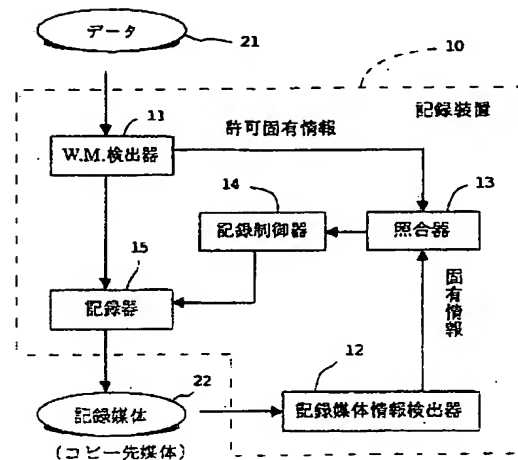 データ
21
10
11
許可固有情報
記録装置
W.M.検出器
14
13
記録制御器
照合器
15
記録器
固有情報
22
12
記録媒体
記録媒体情報検出器
(コピー先媒体)